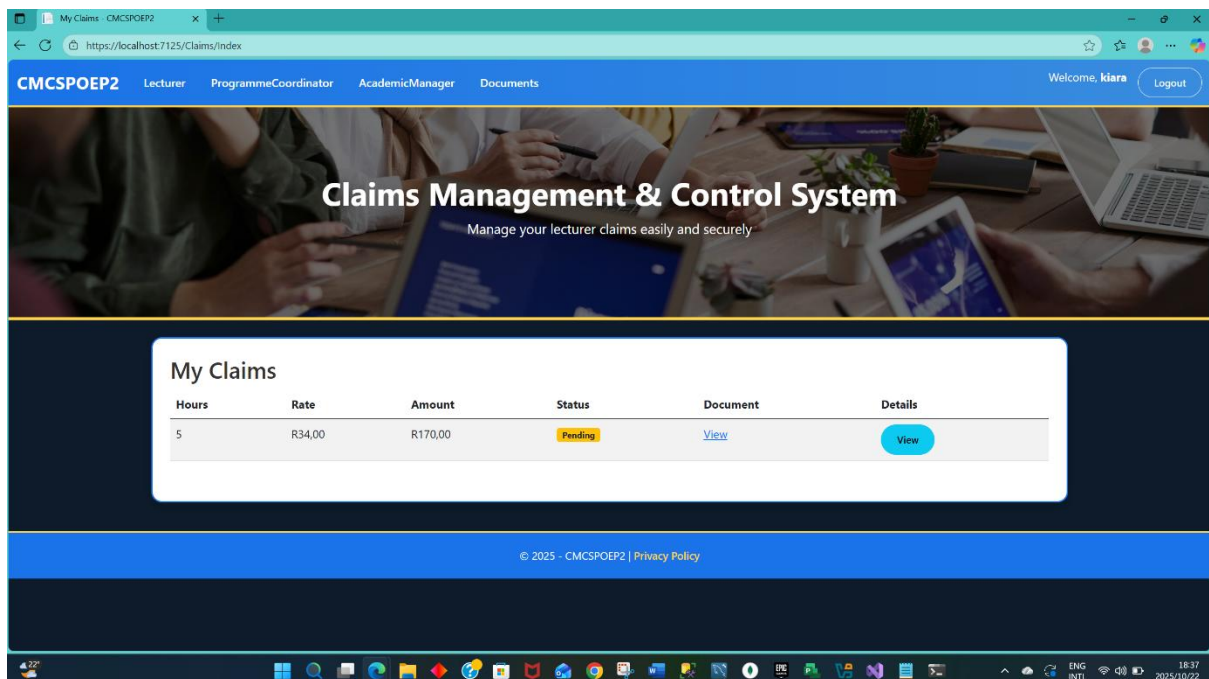 My Claims - CMCSPOEP2
https://localhost:7125/Claims/Index
CMCSPOEP2 Lecturer ProgrammeCoordinator AcademicManager Documents Welcome, kiara Logout
Claims Management & Control System
Manage your lecturer claims easily and securely
My Claims
Hours Rate Amount Status Document Details
5 R34,00 R170,00 Pending View View
© 2025 - CMCSPOEP2 | Privacy Policy
22°
ENG 18:37
INTL 2025/10/22